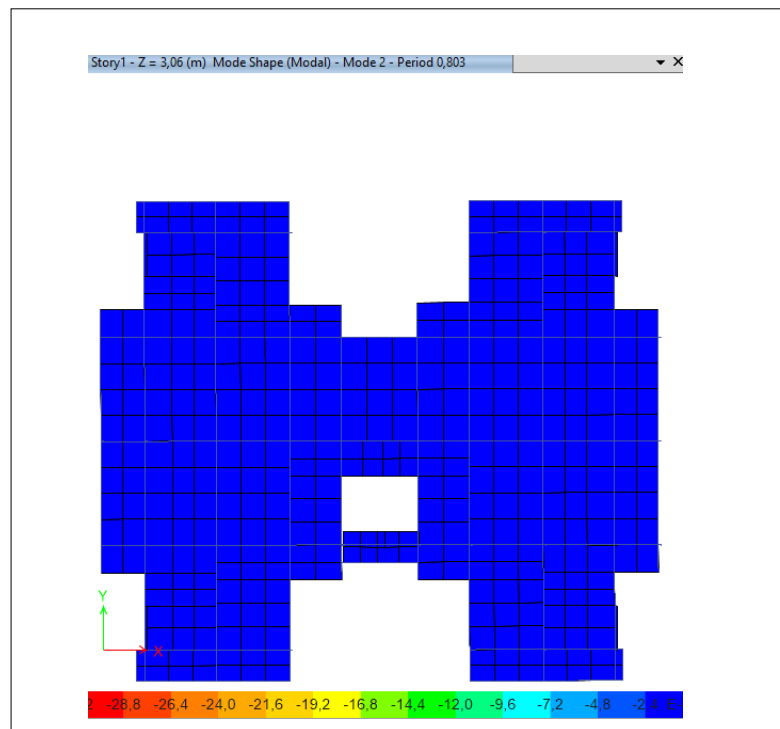 Story1 - Z = 3,06 (m) Mode Shape (Modal) - Mode 2 - Period 0,803
Y
X
-28,8 -26,4 -24,0 -21,6 -19,2 -16,8 -14,4 -12,0 -9,6 -7,2 -4,8 -2,4